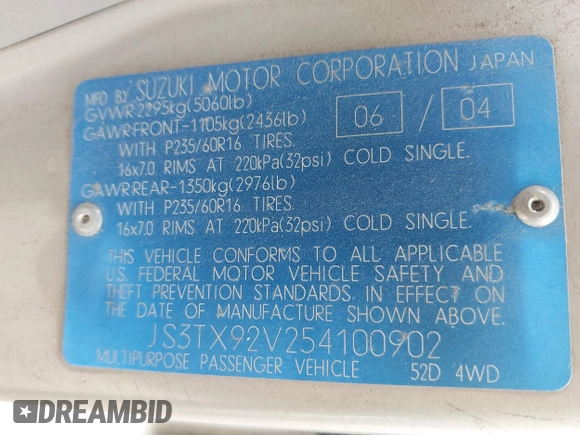 MFD BY SUZUKI MOTOR CORPORATION JAPAN
GVWR 2295kg(5060lb)
GAWR FRONT-1105kg(2436lb) 06 / 04
WITH P235/60R16 TIRES.
16x7.0 RIMS AT 220kPa(32psi) COLD SINGLE.
GAWR REAR-1350kg(2976lb)
WITH P235/60R16 TIRES.
16x7.0 RIMS AT 220kPa(32psi) COLD SINGLE.
THIS VEHICLE CONFORMS TO ALL APPLICABLE
U.S. FEDERAL MOTOR VEHICLE SAFETY AND
THEFT PREVENTION STANDARDS IN EFFECT ON
THE DATE OF MANUFACTURE SHOWN ABOVE.
JS3TX92V254100902
MULTIPURPOSE PASSENGER VEHICLE 52D 4WD
DREAMBID